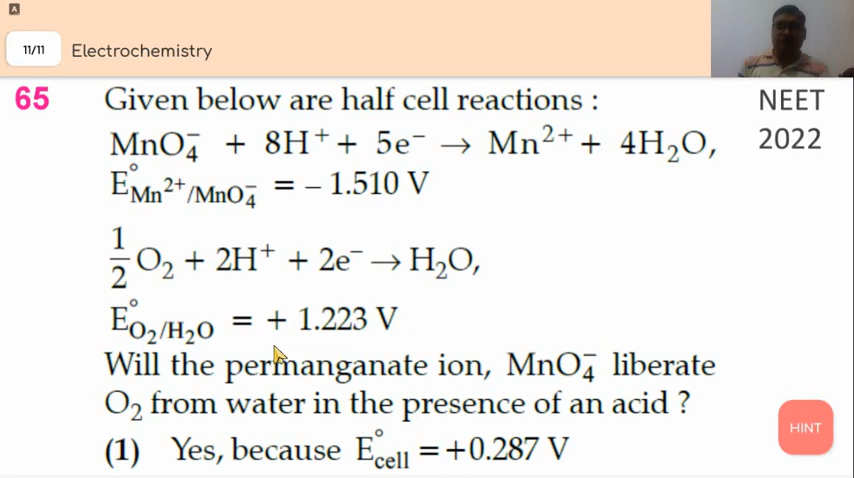 A
11/11 Electrochemistry
65 Given below are half cell reactions : NEET
MnO₄⁻ + 8H⁺ + 5e⁻ → Mn²⁺ + 4H₂O, 2022
E°Mn²⁺/MnO₄⁻ = – 1.510 V
1/2 O₂ + 2H⁺ + 2e⁻ → H₂O,
E°O₂/H₂O = + 1.223 V
Will the permanganate ion, MnO₄⁻ liberate
O₂ from water in the presence of an acid ?
HINT
(1) Yes, because E°cell = +0.287 V